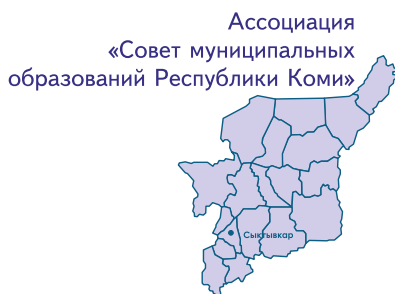 Ассоциация
«Совет муниципальных
образований Республики Коми»
Сыктывкар